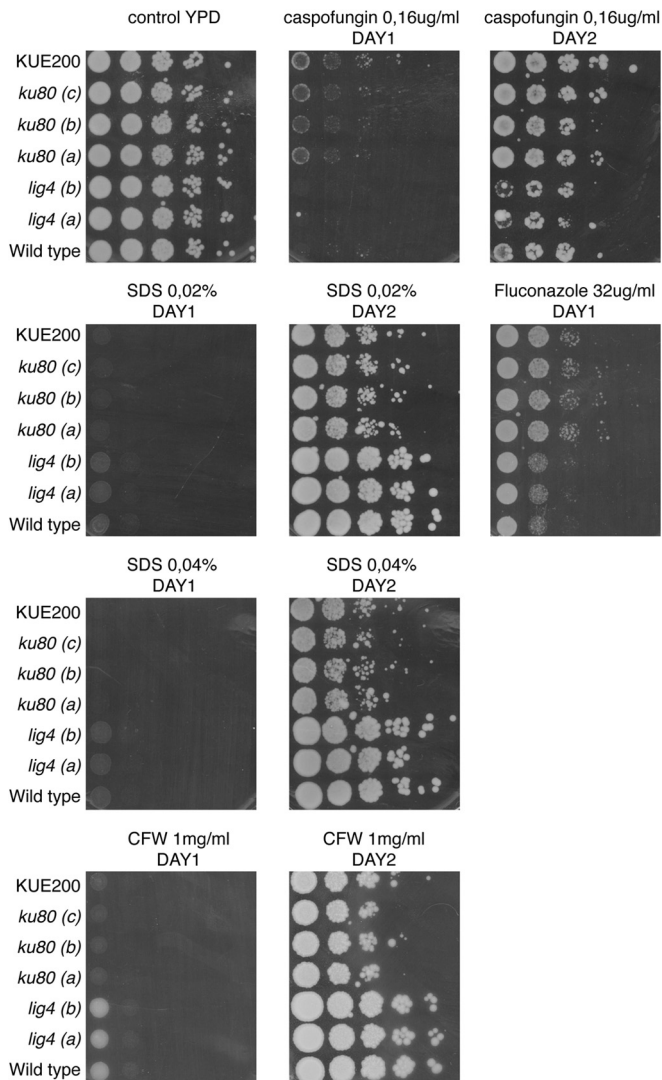 control YPD
caspofungin 0,16ug/ml
DAY1
caspofungin 0,16ug/ml
DAY2
KUE200
ku80 (c)
ku80 (b)
ku80 (a)
lig4 (b)
lig4 (a)
Wild type
SDS 0,02%
DAY1
SDS 0,02%
DAY2
Fluconazole 32ug/ml
DAY1
KUE200
ku80 (c)
ku80 (b)
ku80 (a)
lig4 (b)
lig4 (a)
Wild type
SDS 0,04%
DAY1
SDS 0,04%
DAY2
KUE200
ku80 (c)
ku80 (b)
ku80 (a)
lig4 (b)
lig4 (a)
Wild type
CFW 1mg/ml
DAY1
CFW 1mg/ml
DAY2
KUE200
ku80 (c)
ku80 (b)
ku80 (a)
lig4 (b)
lig4 (a)
Wild type